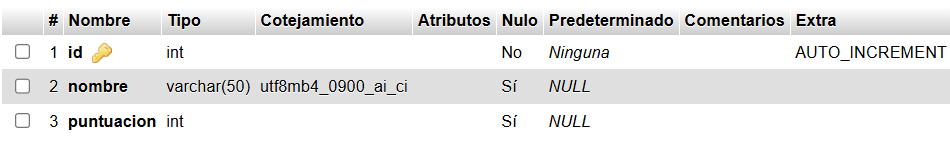 # Nombre Tipo Cotejamiento Atributos Nulo Predeterminado Comentarios Extra
1 id int No Ninguna AUTO_INCREMENT
2 nombre varchar(50) utf8mb4_0900_ai_ci Sí NULL
3 puntuacion int Sí NULL